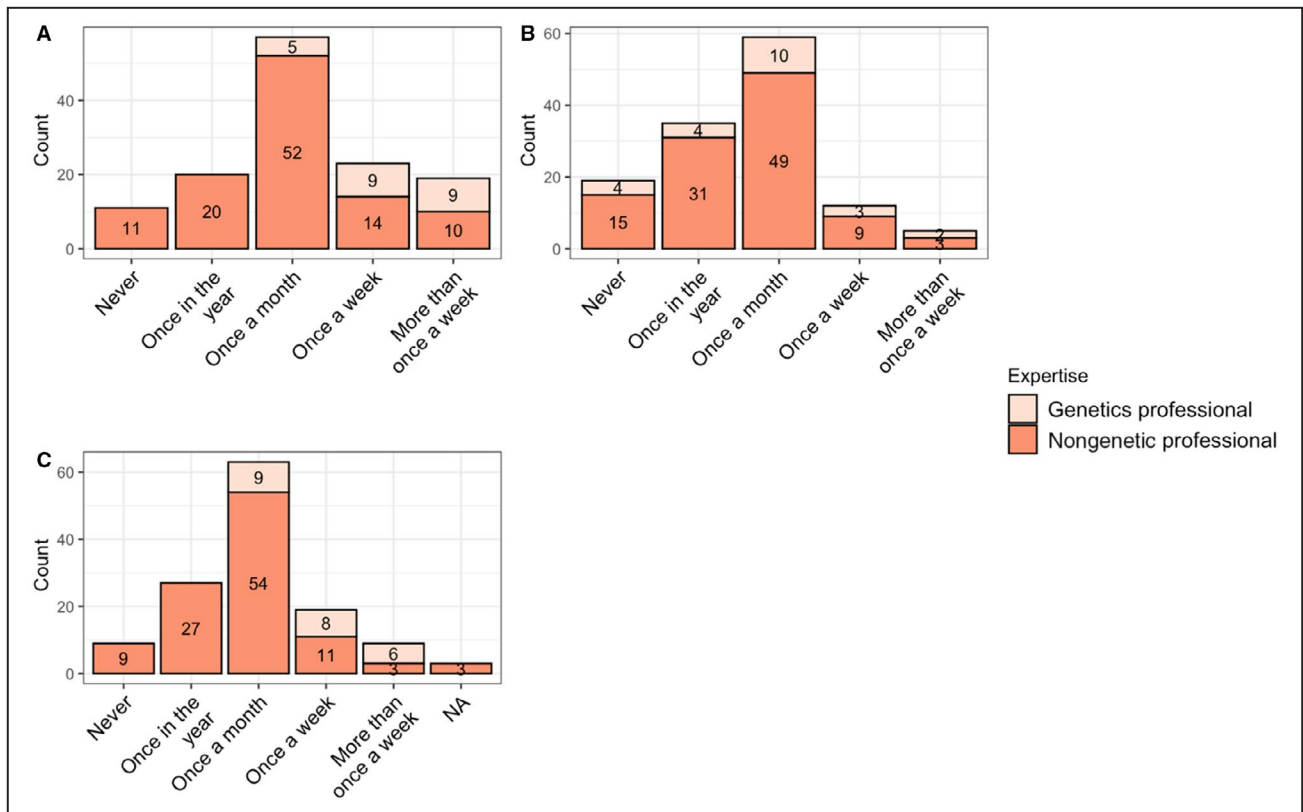 A
Count
40
20
0
5
52
9
9
20
14
11
10
Never
Once in the
year
Once a month
Once a week
More than
once a week
B
Count
60
40
20
0
10
4
49
4
31
3
15
9
2
3
Never
Once in the
year
Once a month
Once a week
More than
once a week
Expertise
Genetics professional
Nongenetic professional
C
Count
60
40
20
0
9
54
27
8
11
6
9
3
3
Never
Once in the
year
Once a month
Once a week
More than
once a week
NA